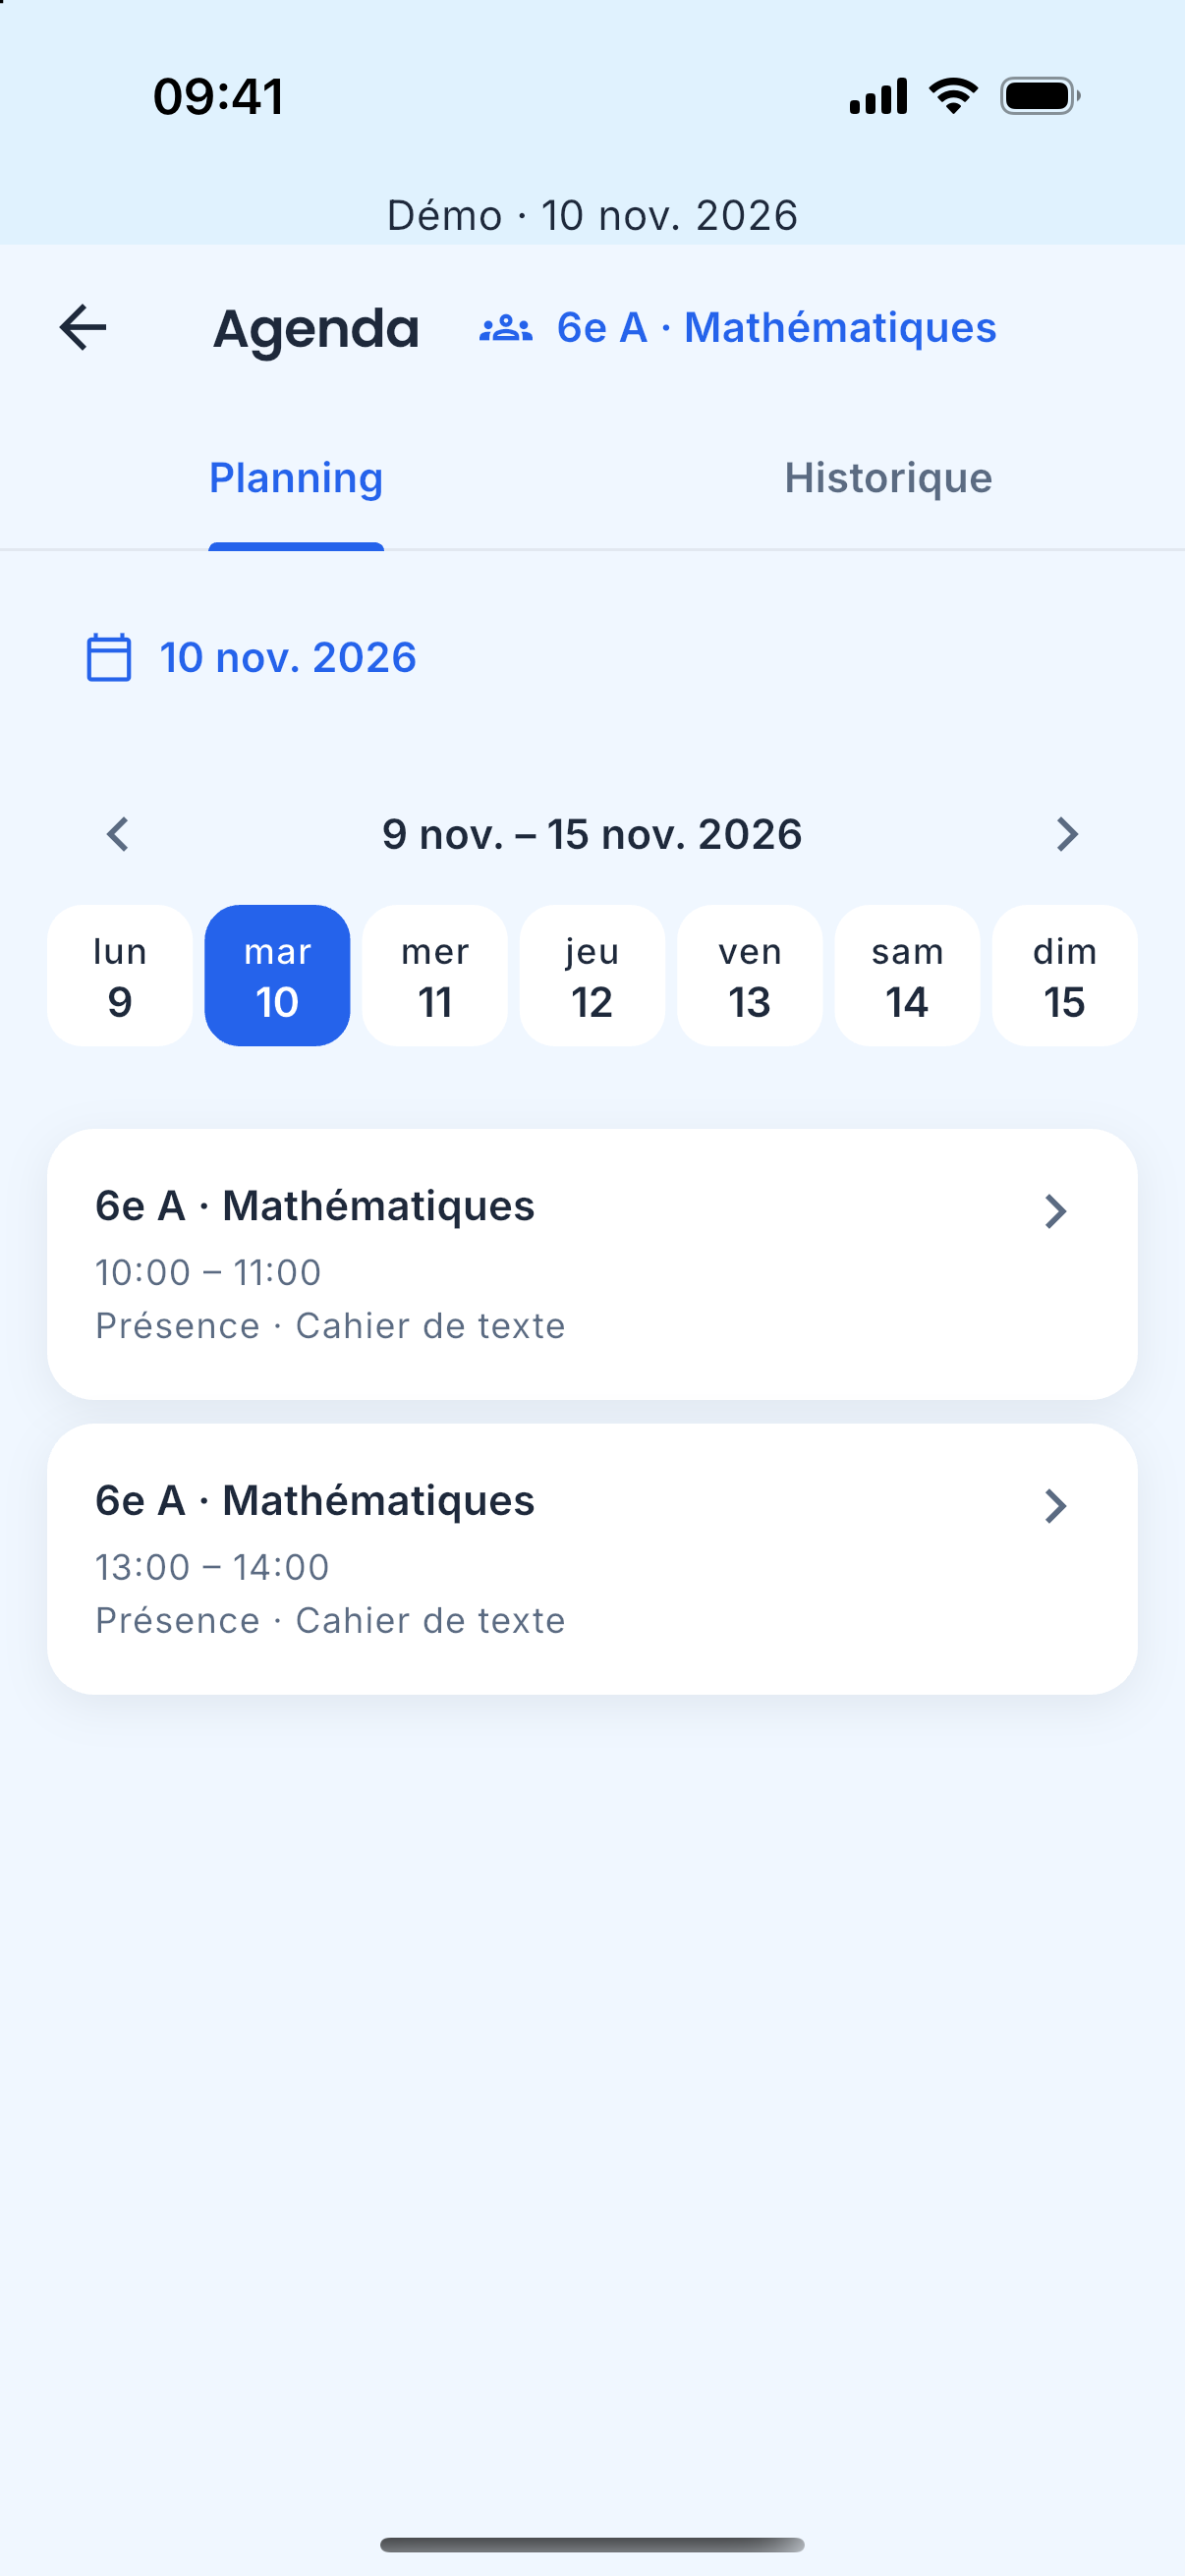 09:41
Démo · 10 nov. 2026
Agenda 6e A · Mathématiques
Planning Historique
10 nov. 2026
9 nov. – 15 nov. 2026
lun mar mer jeu ven sam dim
9 10 11 12 13 14 15
6e A · Mathématiques
10:00 – 11:00
Présence · Cahier de texte
6e A · Mathématiques
13:00 – 14:00
Présence · Cahier de texte